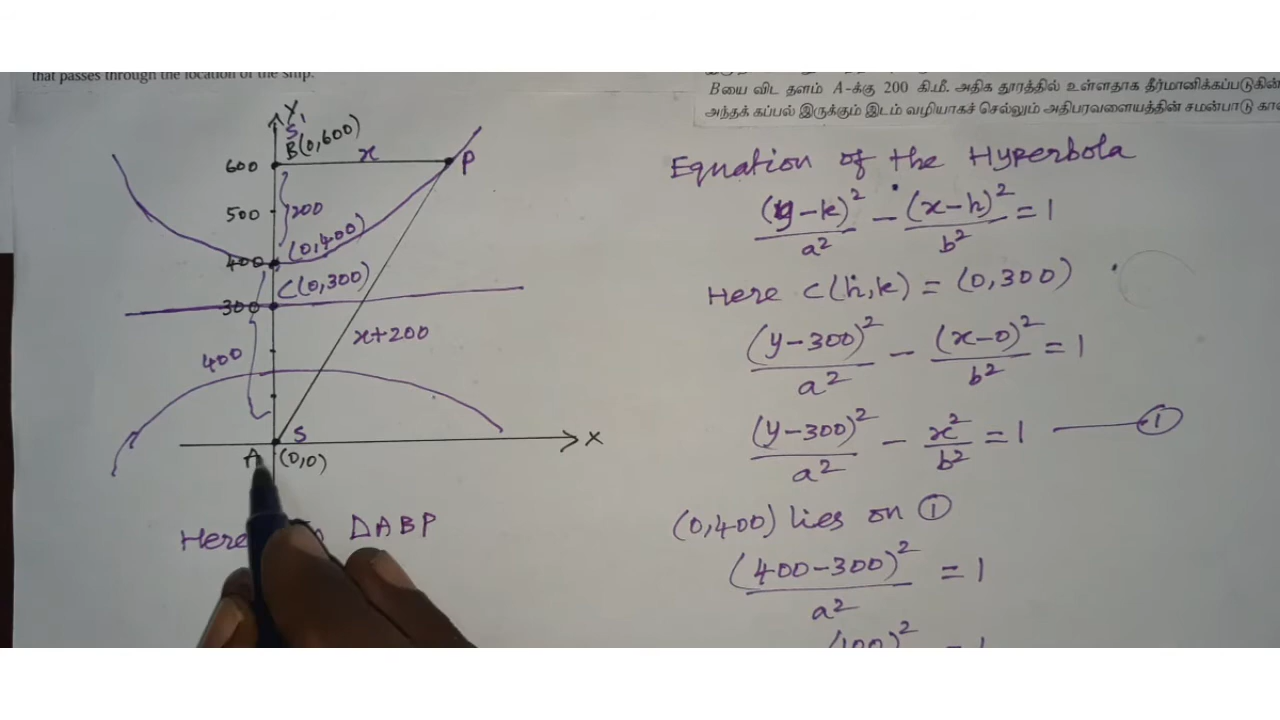 that passes through the location of the ship.
Bயை விட தளம் A-க்கு 200 கி.மீ. அதிக தூரத்தில் உள்ளதாக தீர்மானிக்கப்படுகின்
அந்தக் கப்பல் இருக்கும் இடம் வழியாகச் செல்லும் அதிபரவளையத்தின் சமன்பாடு கா
Y
S'
B(0,600)
600
x
P
500
200
(0,400)
400
C(0,300)
300
x+200
400
S
X
A
(0,0)
Here ΔABP
Equation of the Hyperbola
(y-k)²/a² - (x-h)²/b² = 1
Here C(h,k) = (0,300)
(y-300)²/a² - (x-0)²/b² = 1
(y-300)²/a² - x²/b² = 1 ——— ①
(0,400) lies on ①
(400-300)²/a² = 1